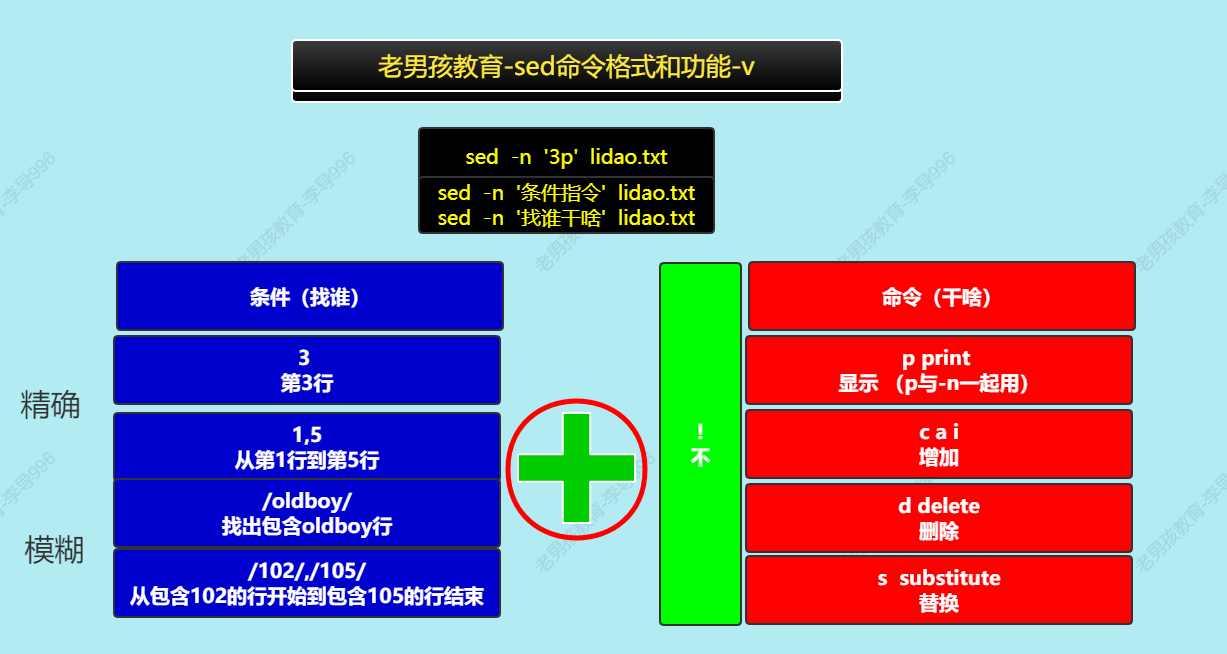 老男孩教育-sed命令格式和功能-v
sed -n '3p' lidao.txt
sed -n '条件指令' lidao.txt
sed -n '找谁干啥' lidao.txt
条件（找谁）
3
第3行
精确
1,5
从第1行到第5行
/oldboy/
找出包含oldboy行
模糊
/102/,/105/
从包含102的行开始到包含105的行结束
!
不
命令（干啥）
p print
显示 （p与-n一起用）
c a i
增加
d delete
删除
s substitute
替换
老男孩教育-李导996